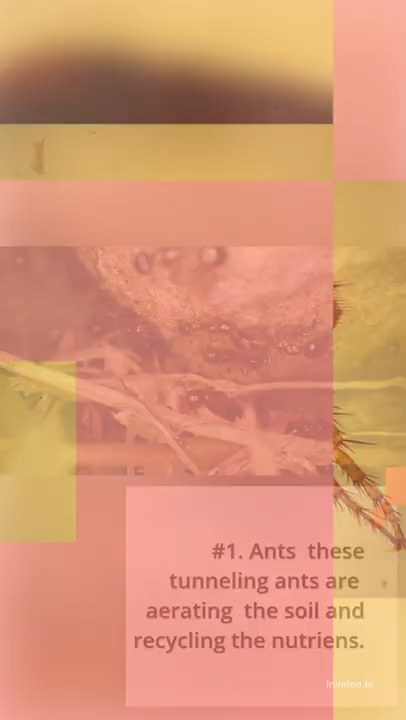 #1. Ants these
tunneling ants are
aerating the soil and
recycling the nutriens.
invideo.io